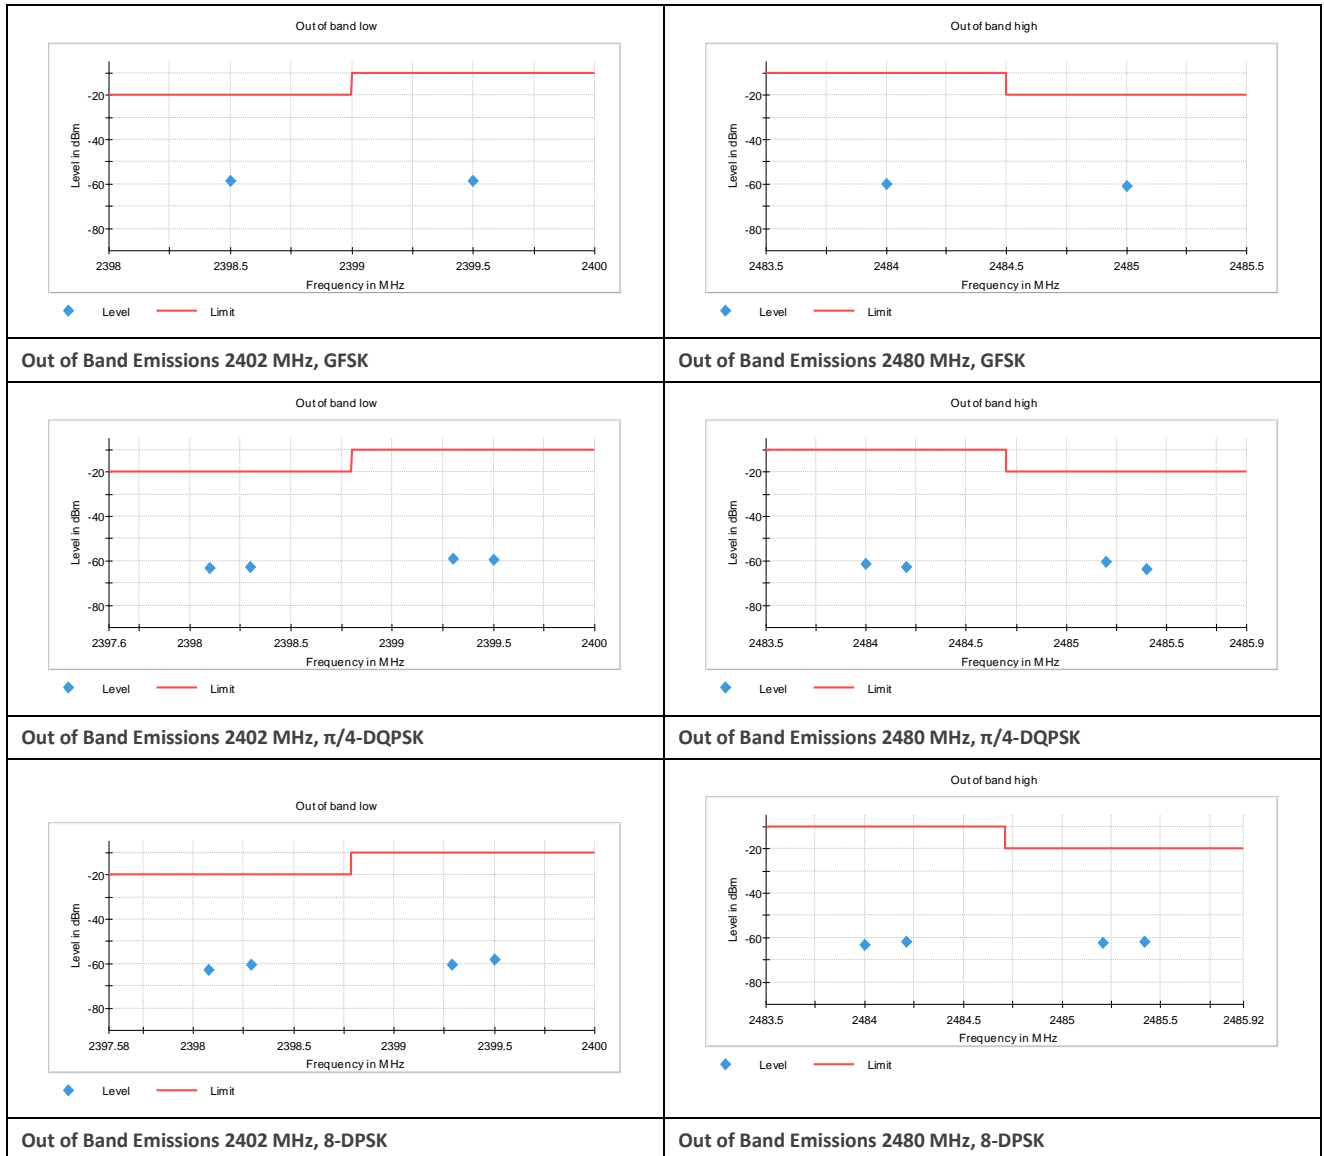 Out of band low
Level in dBm
-20
-40
-60
-80
2398 2398.5 2399 2399.5 2400
Frequency in MHz
Level Limit
Out of Band Emissions 2402 MHz, GFSK
Out of band high
Level in dBm
-20
-40
-60
-80
2483.5 2484 2484.5 2485 2485.5
Frequency in MHz
Level Limit
Out of Band Emissions 2480 MHz, GFSK
Out of band low
Level in dBm
-20
-40
-60
-80
2397.6 2398 2398.5 2399 2399.5 2400
Frequency in MHz
Level Limit
Out of Band Emissions 2402 MHz, π/4-DQPSK
Out of band high
Level in dBm
-20
-40
-60
-80
2483.5 2484 2484.5 2485 2485.5 2485.9
Frequency in MHz
Level Limit
Out of Band Emissions 2480 MHz, π/4-DQPSK
Out of band low
Level in dBm
-20
-40
-60
-80
2397.58 2398 2398.5 2399 2399.5 2400
Frequency in MHz
Level Limit
Out of Band Emissions 2402 MHz, 8-DPSK
Out of band high
Level in dBm
-20
-40
-60
-80
2483.5 2484 2484.5 2485 2485.5 2485.92
Frequency in MHz
Level Limit
Out of Band Emissions 2480 MHz, 8-DPSK